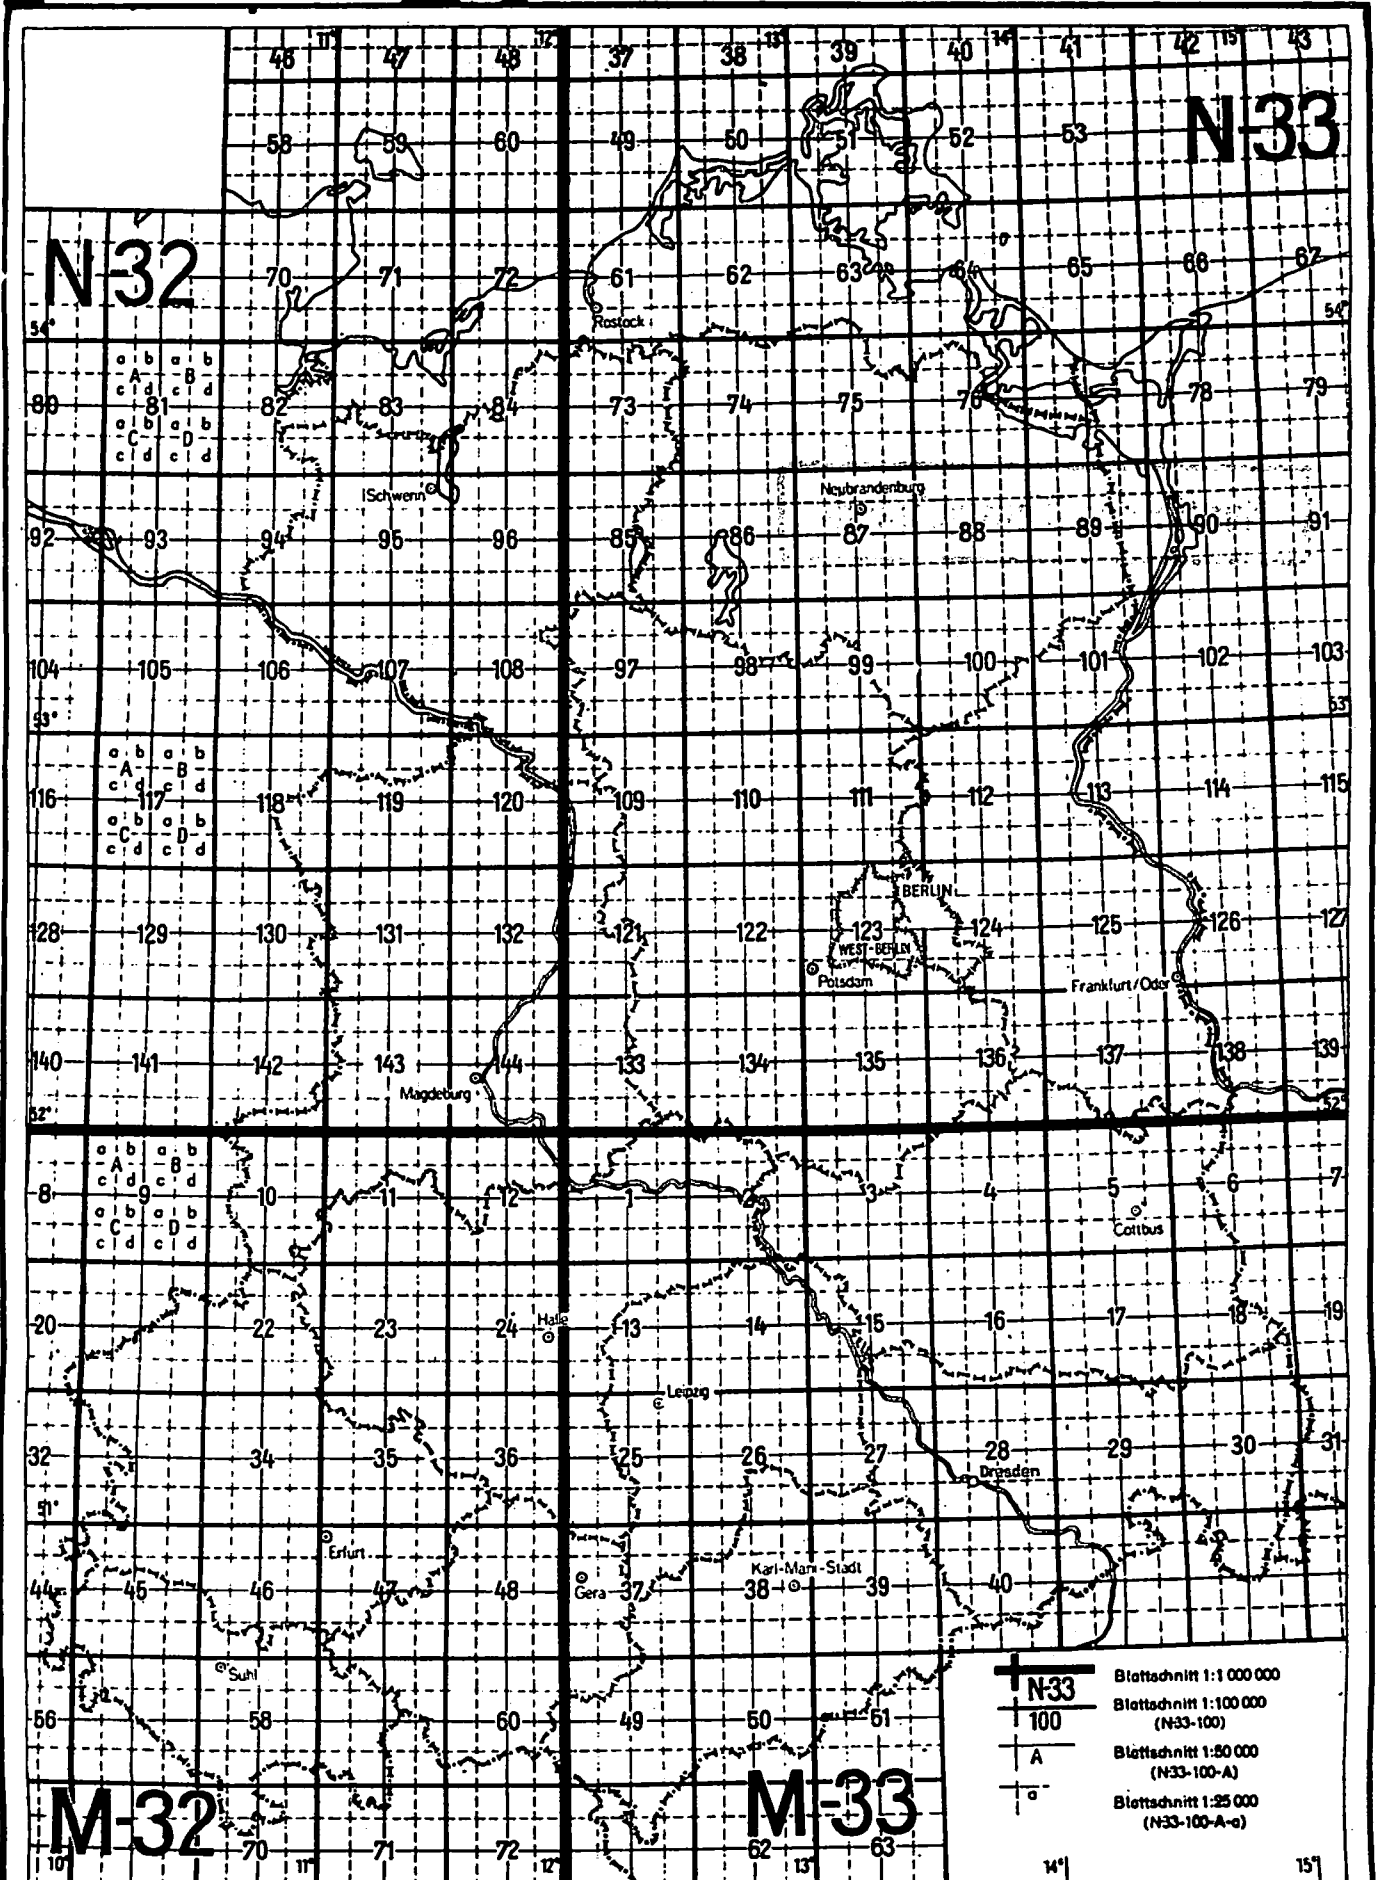 46 11° 47 48 12° 37 38 13° 39 40 14° 41 42 15° 43
58 59 60 49 50 51 52 53 N-33
N-32 70 71 72 61 62 63 64 65 66 67
Rostock
54° 54°
a b a b
A B
c d c d
80 81 82 83 84 73 74 75 76 78 79
a b a b
C D
c d c d
Schwerin Neubrandenburg
92 93 94 95 96 85 86 87 88 89 90 91
104 105 106 107 108 97 98 99 100 101 102 103
53° 53°
a b a b
A B
c d c d
116 117 118 119 120 109 110 111 112 113 114 115
a b a b
C D
c d c d
BERLIN
128 129 130 131 132 121 122 123 124 125 126 127
WEST-BERLIN
Potsdam Frankfurt/Oder
140 141 142 143 144 133 134 135 136 137 138 139
Magdeburg
52° 52°
a b a b
A B
c d c d
8 9 10 11 12 1 3 4 5 6 7
a b a b
C D
c d c d
Cottbus
20 22 23 24 13 14 15 16 17 18 19
Halle
Leipzig
32 34 35 36 25 26 27 28 29 30 31
Dresden
51°
Erfurt
Karl-Marx-Stadt
44 45 46 47 48 37 38 39 40
Gera
Suhl
56 58 60 49 50 51
M-32 M-33
70 71 72 62 63
10° 11° 12° 13° 14° 15°
N-33 Blattschnitt 1:1 000 000
100 Blattschnitt 1:100 000
(N-33-100)
A Blattschnitt 1:50 000
(N-33-100-A)
a Blattschnitt 1:25 000
(N-33-100-A-a)